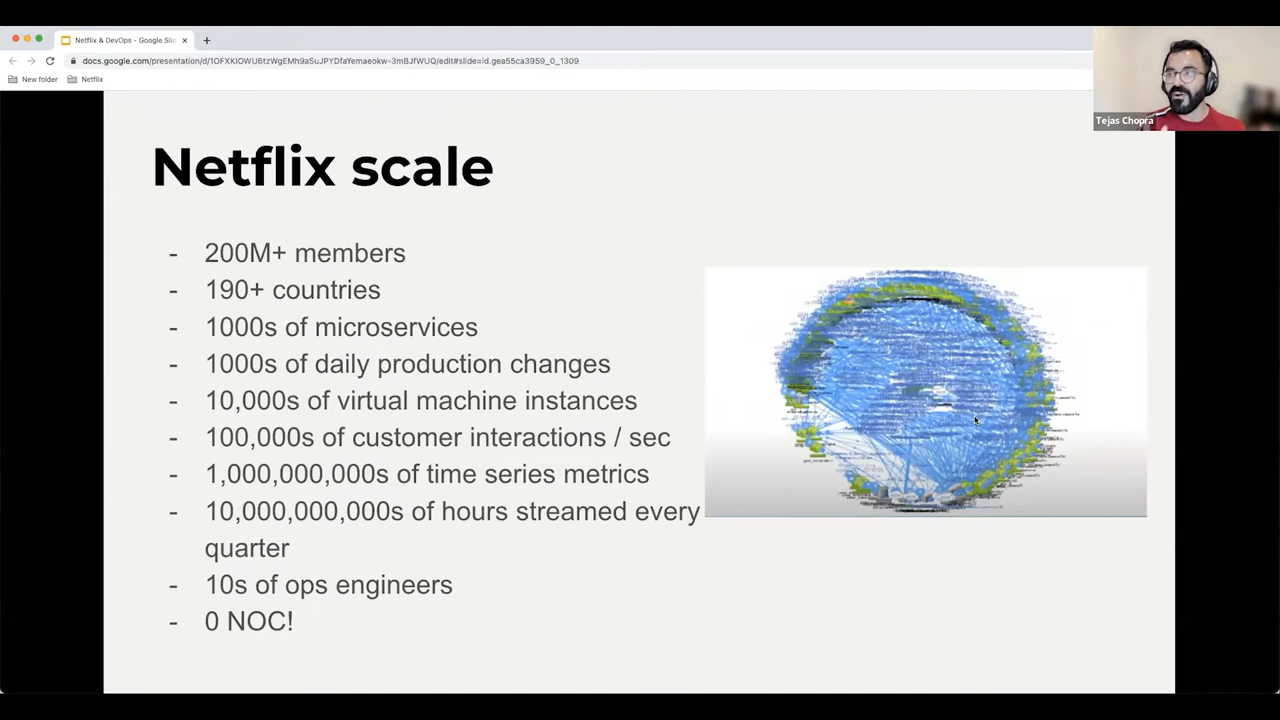 Netflix & DevOps - Google Slid
docs.google.com/presentation/d/1OFXKIOWU6tzWgEMh9aSuJPYDfaYemaeokw-3mBJfWUQ/edit#slide=id.gea55ca3959_0_1309
New folder
Netflix
Tejas Chopra
Netflix scale
- 200M+ members
- 190+ countries
- 1000s of microservices
- 1000s of daily production changes
- 10,000s of virtual machine instances
- 100,000s of customer interactions / sec
- 1,000,000,000s of time series metrics
- 10,000,000,000s of hours streamed every
quarter
- 10s of ops engineers
- 0 NOC!